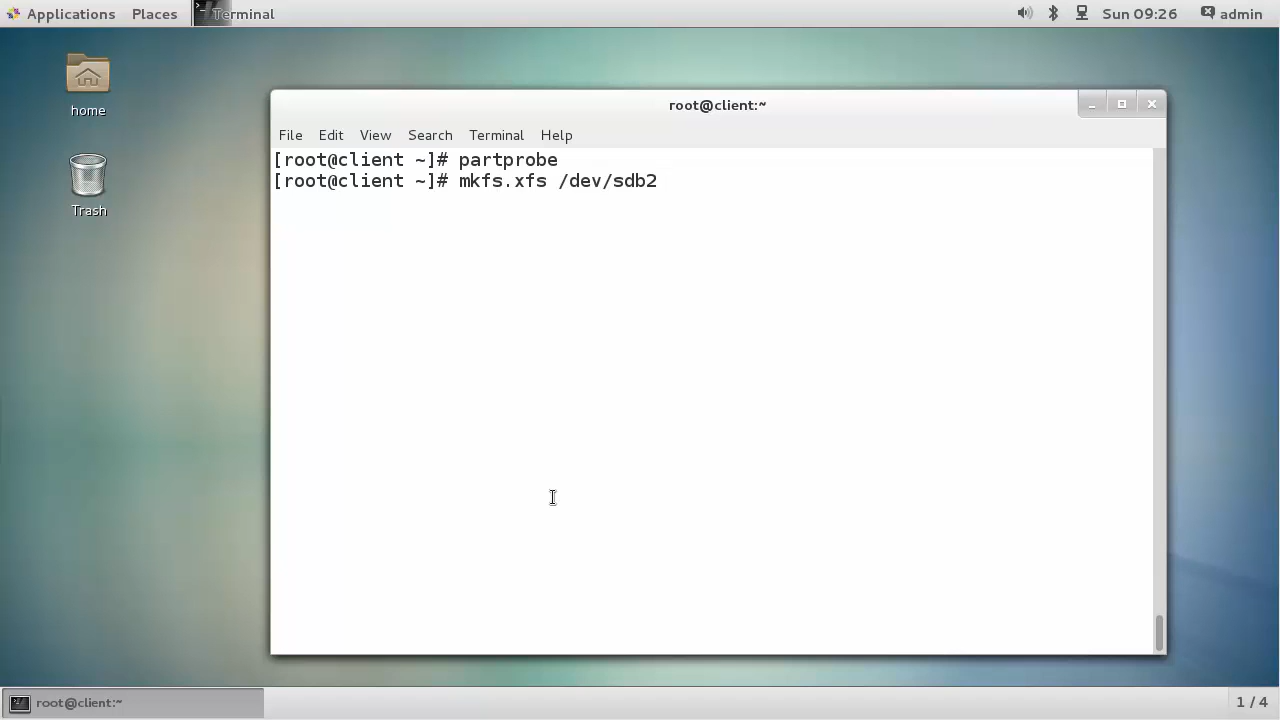 Applications Places Terminal Sun 09:26 admin
home
Trash
root@client:~
File Edit View Search Terminal Help
[root@client ~]# partprobe
[root@client ~]# mkfs.xfs /dev/sdb2
root@client:~ 1 / 4